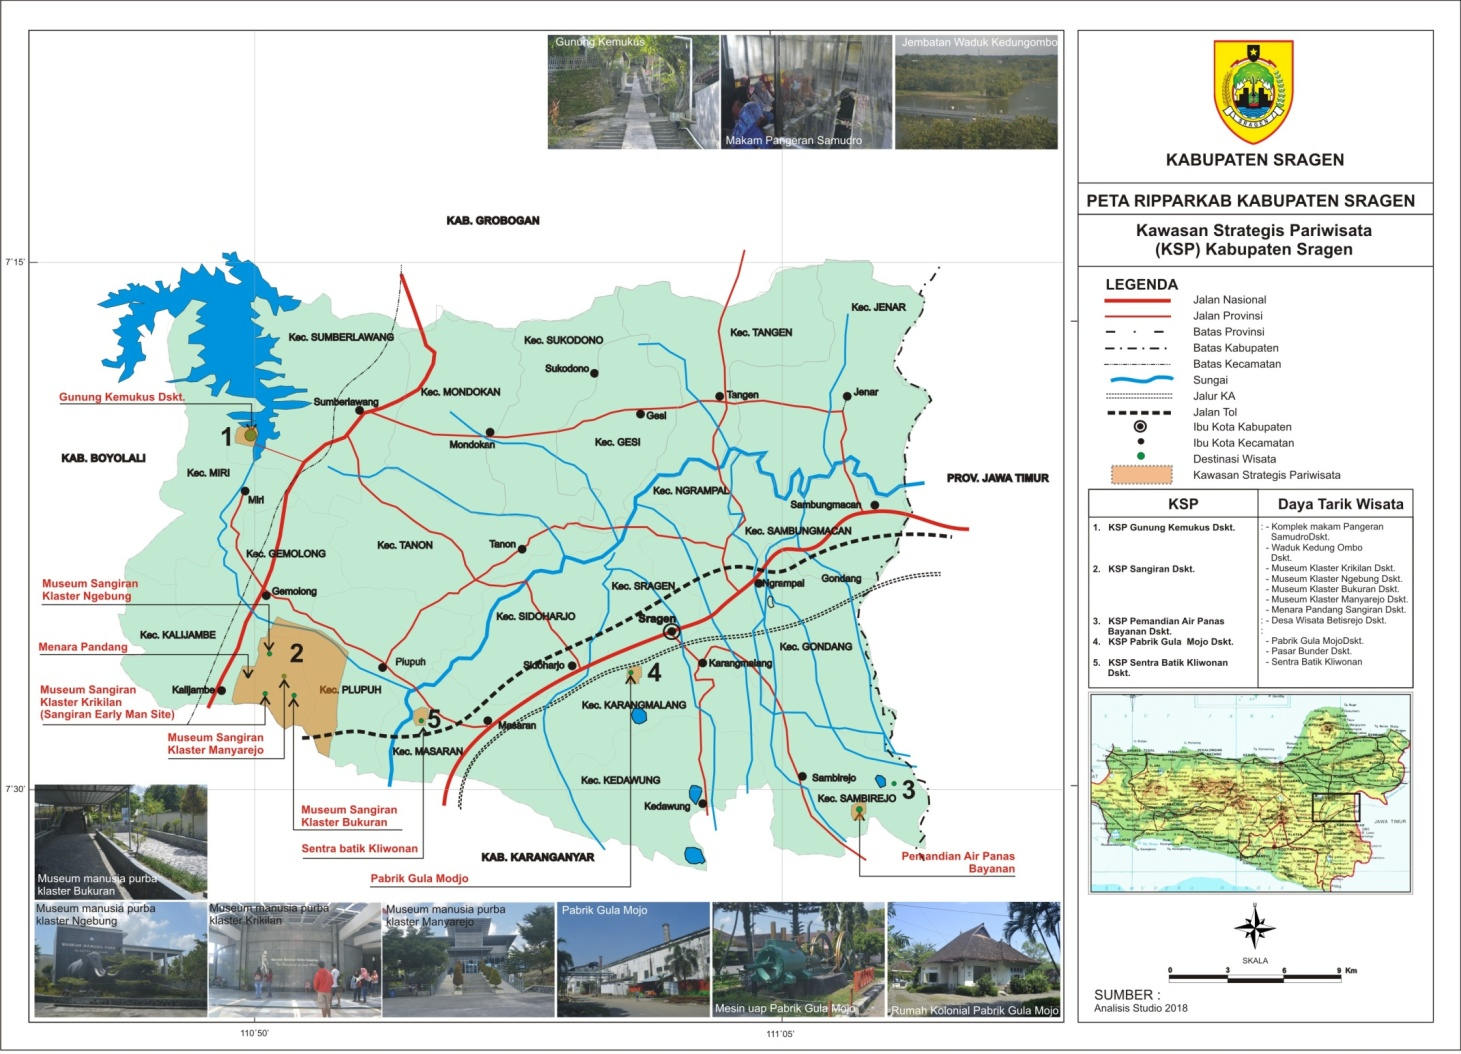 Gunung Kemukus
Makam Pangeran Samudro
Jembatan Waduk Kedungombo
KAB. GROBOGAN
7°15'
Kec. JENAR
Kec. SUMBERLAWANG
Kec. TANGEN
Kec. SUKODONO
Sukodono
Kec. MONDOKAN
Gunung Kemukus Dskt.
Sumberlawang
Tangen
Jenar
Gesi
1
Mondokan
Kec. GESI
KAB. BOYOLALI
Kec. MIRI
Miri
Kec. NGRAMPAL
PROV. JAWA TIMUR
Sambungmacan
Kec. SAMBUNGMACAN
Kec. GEMOLONG
Kec. TANON
Tanon
Museum Sangiran
Klaster Ngebung
Gemolong
Kec. SRAGEN
Ngrampal
Gondang
Kec. SIDOHARJO
Sragen
Kec. KALIJAMBE
Menara Pandang
2
Plupuh
Sidoharjo
4
Karangmalang
Kec. GONDANG
Museum Sangiran
Klaster Krikilan
(Sangiran Early Man Site)
Kalijambe
Kec. PLUPUH
Kec. KARANGMALANG
5
Masaran
Museum Sangiran
Klaster Manyarejo
Kec. MASARAN
Kec. KEDAWUNG
Sambirejo
3
7°30'
Kec. SAMBIREJO
Kedawung
Museum Sangiran
Klaster Bukuran
Sentra batik Kliwonan
KAB. KARANGANYAR
Pemandian Air Panas
Bayanan
Pabrik Gula Modjo
Museum manusia purba
klaster Bukuran
Museum manusia purba
klaster Ngebung
Museum manusia purba
klaster Krikilan
Museum manusia purba
klaster Manyarejo
Pabrik Gula Mojo
Mesin uap Pabrik Gula Mojo
Rumah Kolonial Pabrik Gula Mojo
110°50'
111°05'
SRAGEN
KABUPATEN SRAGEN
PETA RIPPARKAB KABUPATEN SRAGEN
Kawasan Strategis Pariwisata
(KSP) Kabupaten Sragen
LEGENDA
Jalan Nasional
Jalan Provinsi
Batas Provinsi
Batas Kabupaten
Batas Kecamatan
Sungai
Jalur KA
Jalan Tol
Ibu Kota Kabupaten
Ibu Kota Kecamatan
Destinasi Wisata
Kawasan Strategis Pariwisata
KSP
Daya Tarik Wisata
1. KSP Gunung Kemukus Dskt.
: - Komplek makam Pangeran
SamudroDskt.
- Waduk Kedung Ombo
Dskt.
2. KSP Sangiran Dskt.
- Museum Klaster Krikilan Dskt.
- Museum Klaster Ngebung Dskt.
- Museum Klaster Bukuran Dskt.
- Museum Klaster Manyarejo Dskt.
- Menara Pandang Sangiran Dskt.
3. KSP Pemandian Air Panas
Bayanan Dskt.
: - Desa Wisata Betisrejo Dskt.
:
4. KSP Pabrik Gula Mojo Dskt.
- Pabrik Gula MojoDskt.
- Pasar Bunder Dskt.
5. KSP Sentra Batik Kliwonan
Dskt.
- Sentra Batik Kliwonan
JAWA TIMUR
SKALA
0 3 6 9 Km
SUMBER :
Analisis Studio 2018